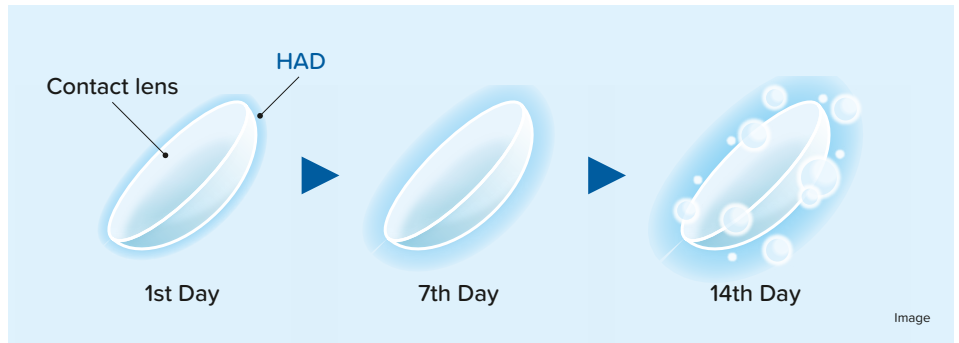 HAD
Contact lens
1st Day
7th Day
14th Day
Image